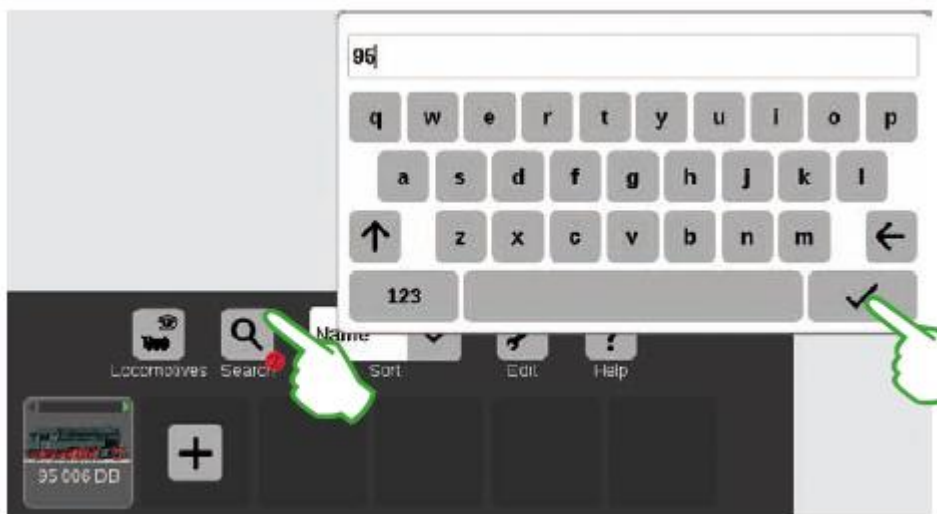 95
q w e r t y u i o p
a s d f g h j k l
z x c v b n m
123
Name
Locomotives Search Sort Edit Help
95 006 DB